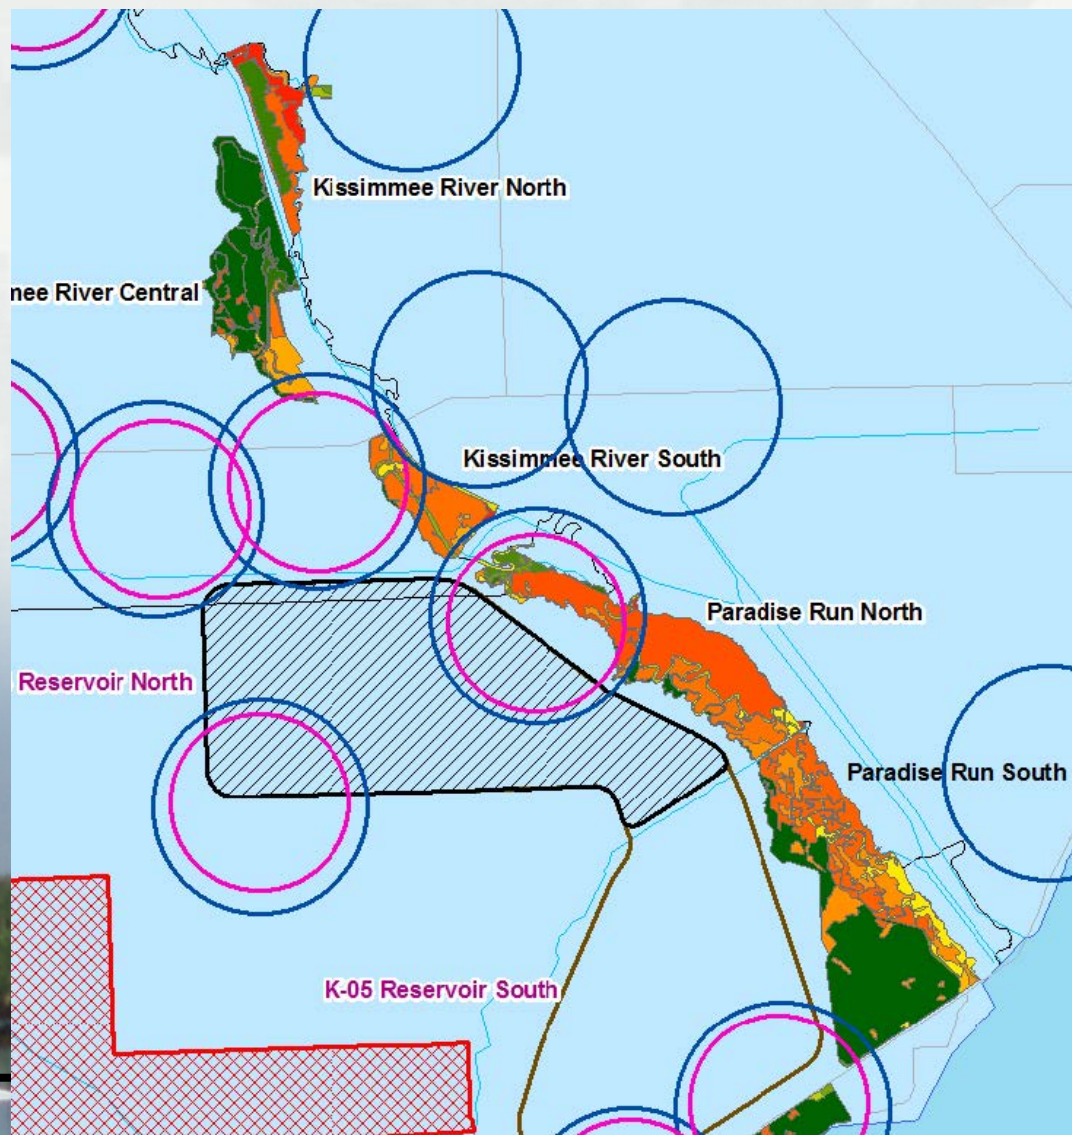 Kissimmee River North
mee River Central
Kissimmee River South
Paradise Run North
Reservoir North
Paradise Run South
K-05 Reservoir South